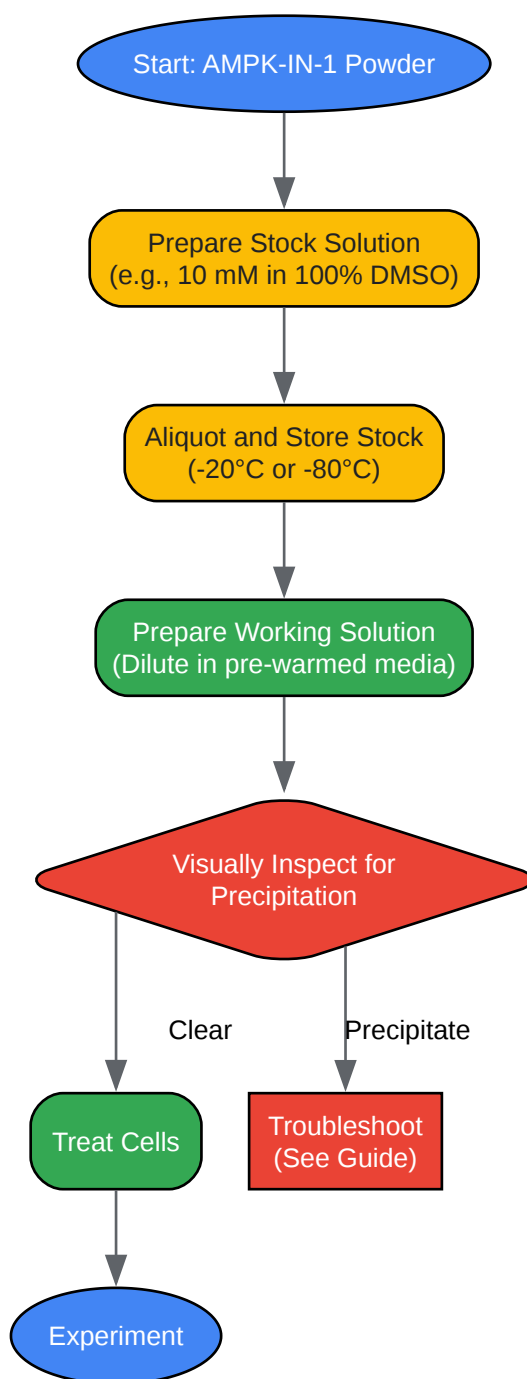 Start: AMPK-IN-1 Powder
Prepare Stock Solution
(e.g., 10 mM in 100% DMSO)
Aliquot and Store Stock
(-20°C or -80°C)
Prepare Working Solution
(Dilute in pre-warmed media)
Visually Inspect for
Precipitation
Clear
Precipitate
Treat Cells
Troubleshoot
(See Guide)
Experiment